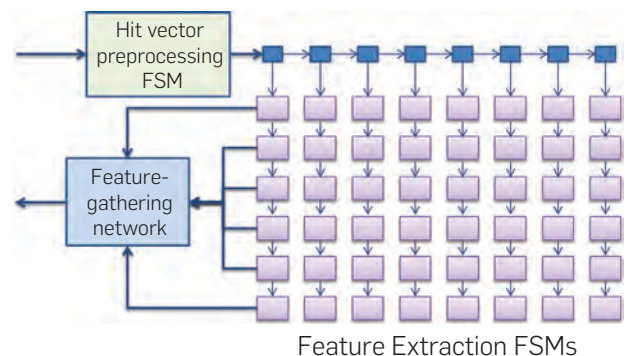 Hit vector
preprocessing
FSM
Feature-
gathering
network
Feature Extraction FSMs